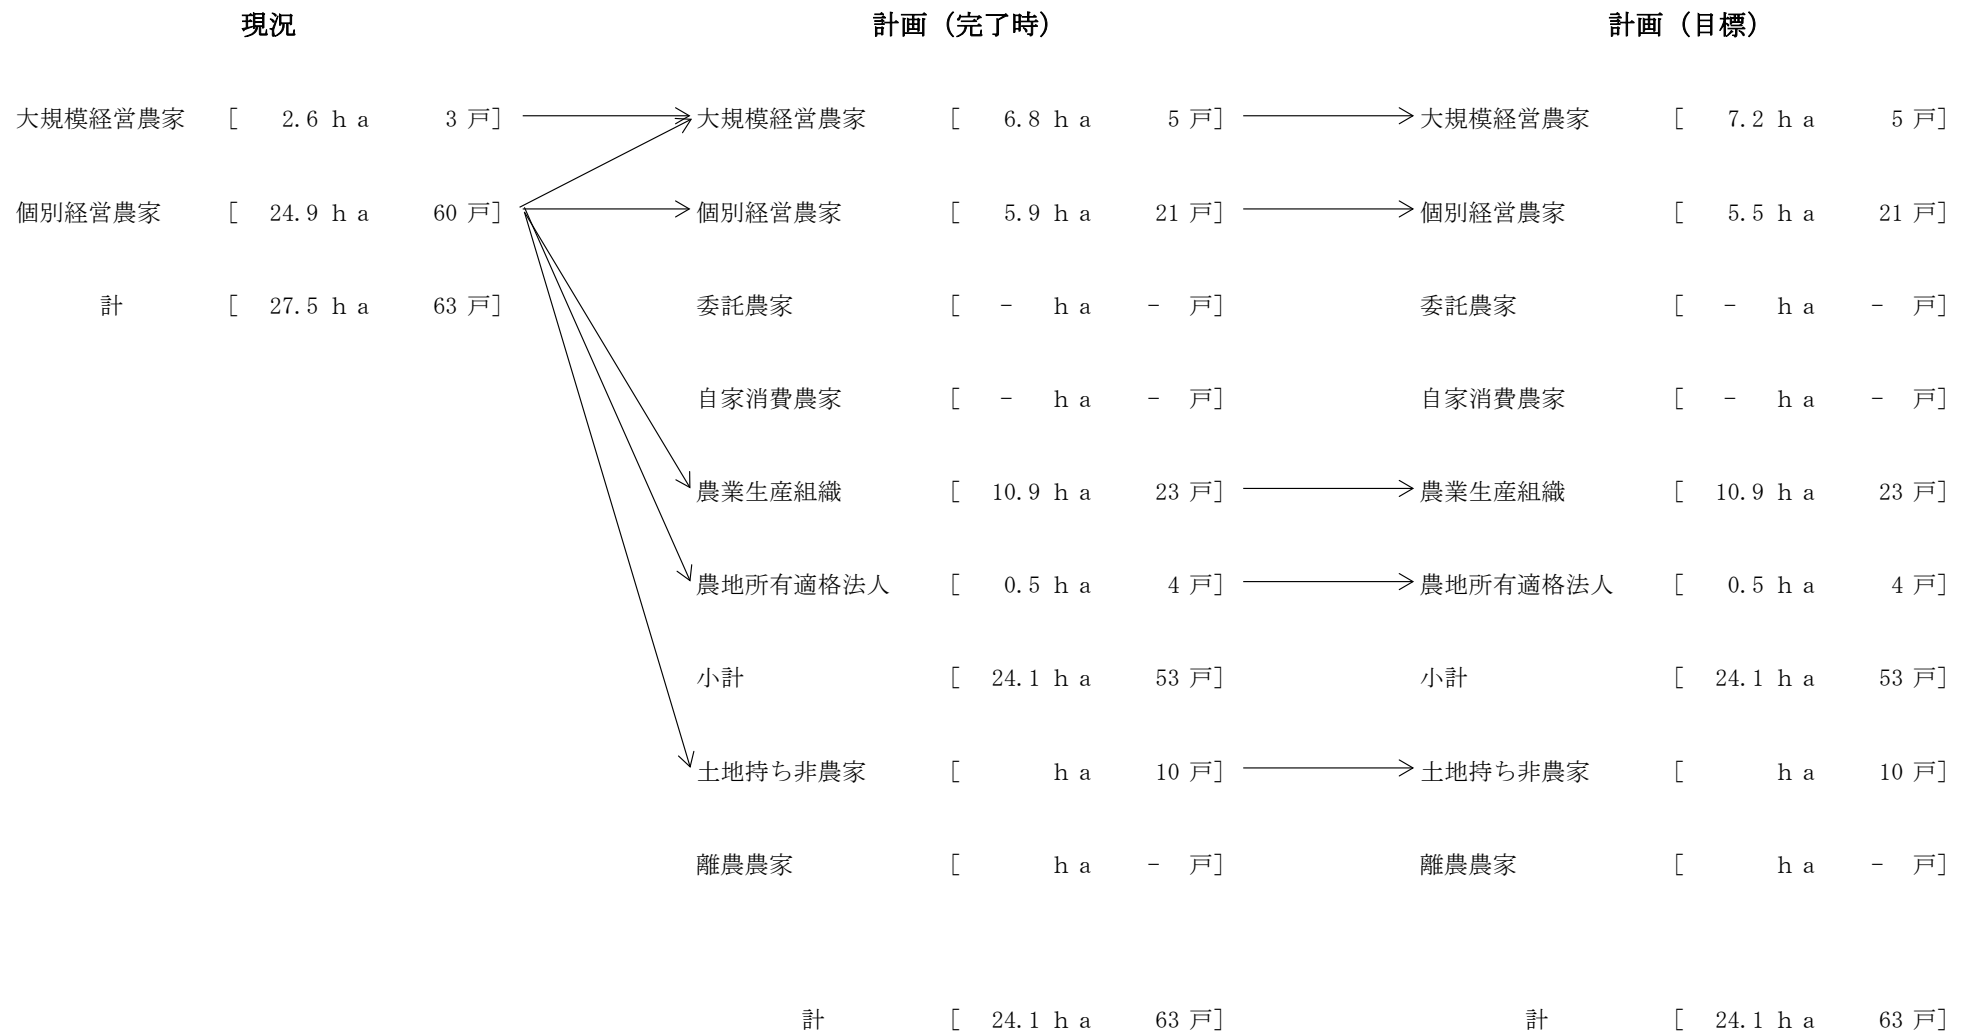 現況 計画（完了時） 計画（目標）
大規模経営農家 ［ 2.6 ｈａ 3 戸］ 大規模経営農家 ［ 6.8 ｈａ 5 戸］ 大規模経営農家 ［ 7.2 ｈａ 5 戸］
個別経営農家 ［ 24.9 ｈａ 60 戸］ 個別経営農家 ［ 5.9 ｈａ 21 戸］ 個別経営農家 ［ 5.5 ｈａ 21 戸］
計 ［ 27.5 ｈａ 63 戸］ 委託農家 ［ － ｈａ － 戸］ 委託農家 ［ － ｈａ － 戸］
自家消費農家 ［ － ｈａ － 戸］ 自家消費農家 ［ － ｈａ － 戸］
農業生産組織 ［ 10.9 ｈａ 23 戸］ 農業生産組織 ［ 10.9 ｈａ 23 戸］
農地所有適格法人 ［ 0.5 ｈａ 4 戸］ 農地所有適格法人 ［ 0.5 ｈａ 4 戸］
小計 ［ 24.1 ｈａ 53 戸］ 小計 ［ 24.1 ｈａ 53 戸］
土地持ち非農家 ［ ｈａ 10 戸］ 土地持ち非農家 ［ ｈａ 10 戸］
離農農家 ［ ｈａ － 戸］ 離農農家 ［ ｈａ － 戸］
計 ［ 24.1 ｈａ 63 戸］ 計 ［ 24.1 ｈａ 63 戸］